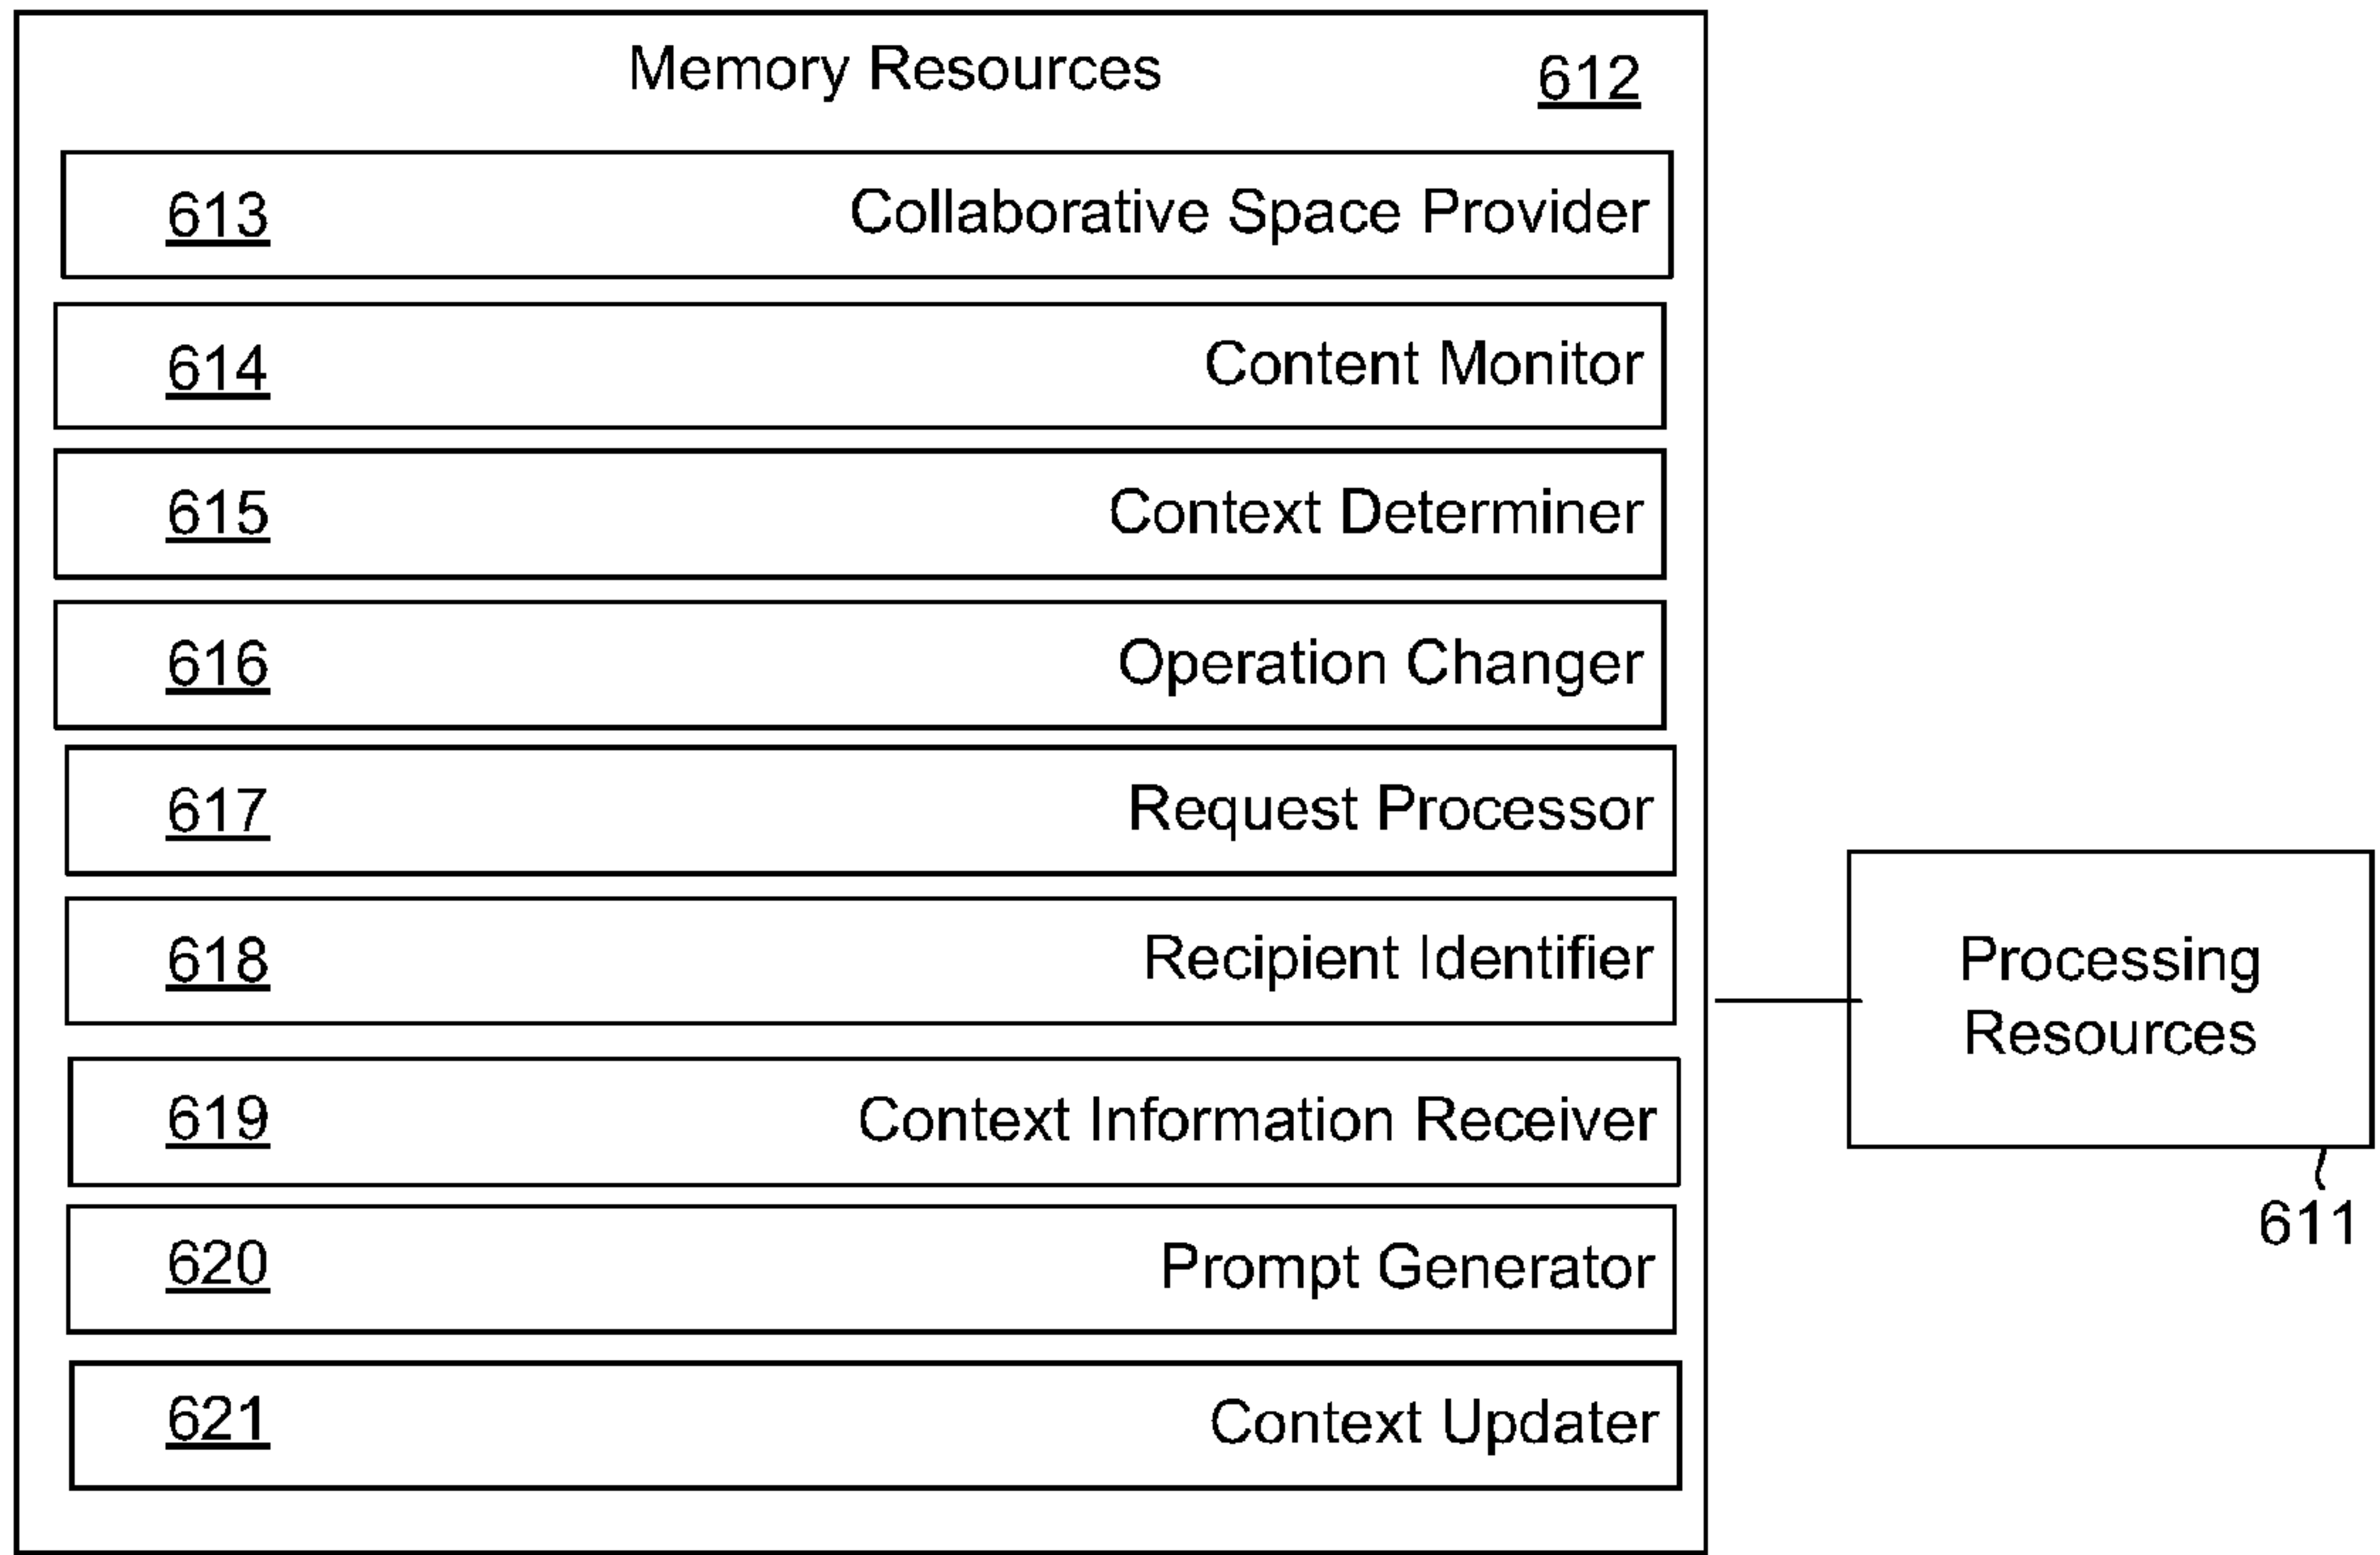 Memory Resources 612
613 Collaborative Space Provider
614 Content Monitor
615 Context Determiner
616 Operation Changer
617 Request Processor
618 Recipient Identifier
619 Context Information Receiver
620 Prompt Generator
621 Context Updater
Processing
Resources
611